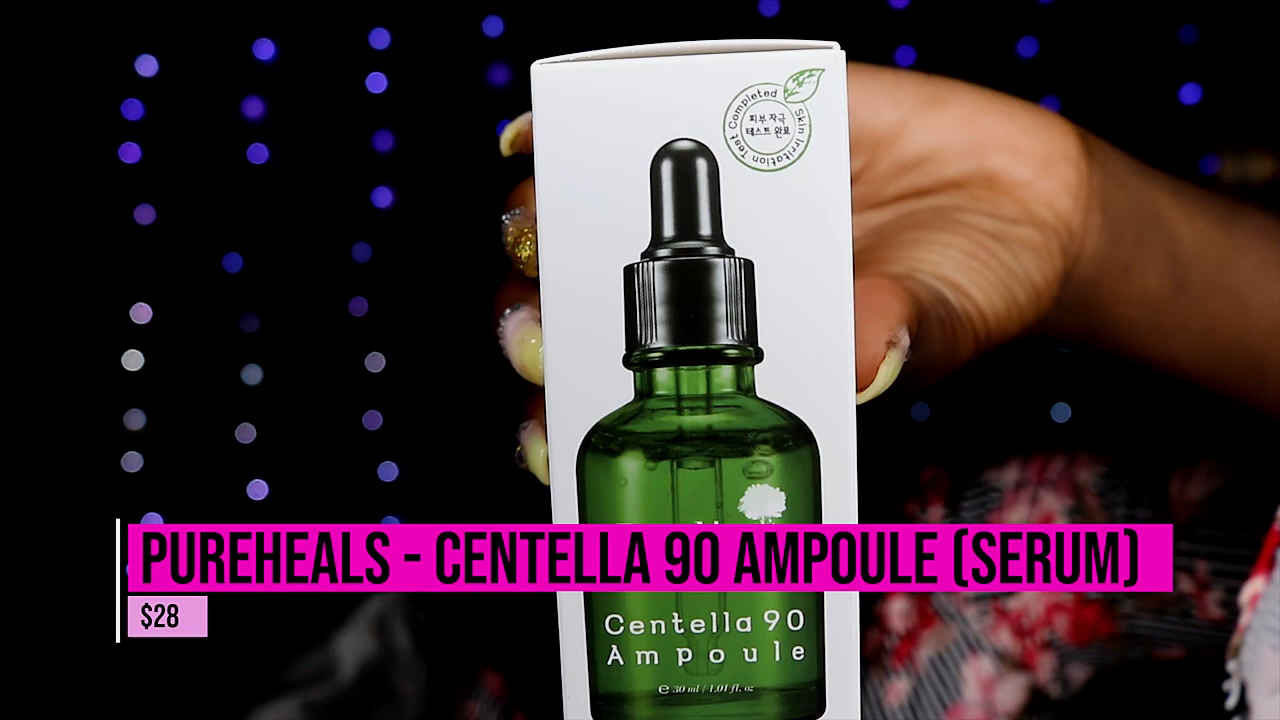 Skin Irritation Test Completed
피부 자극
테스트 완료
PUREHEALS - CENTELLA 90 AMPOULE (SERUM)
$28
Centella 90
Ampoule
e 30 ml / 1.01 fl. oz